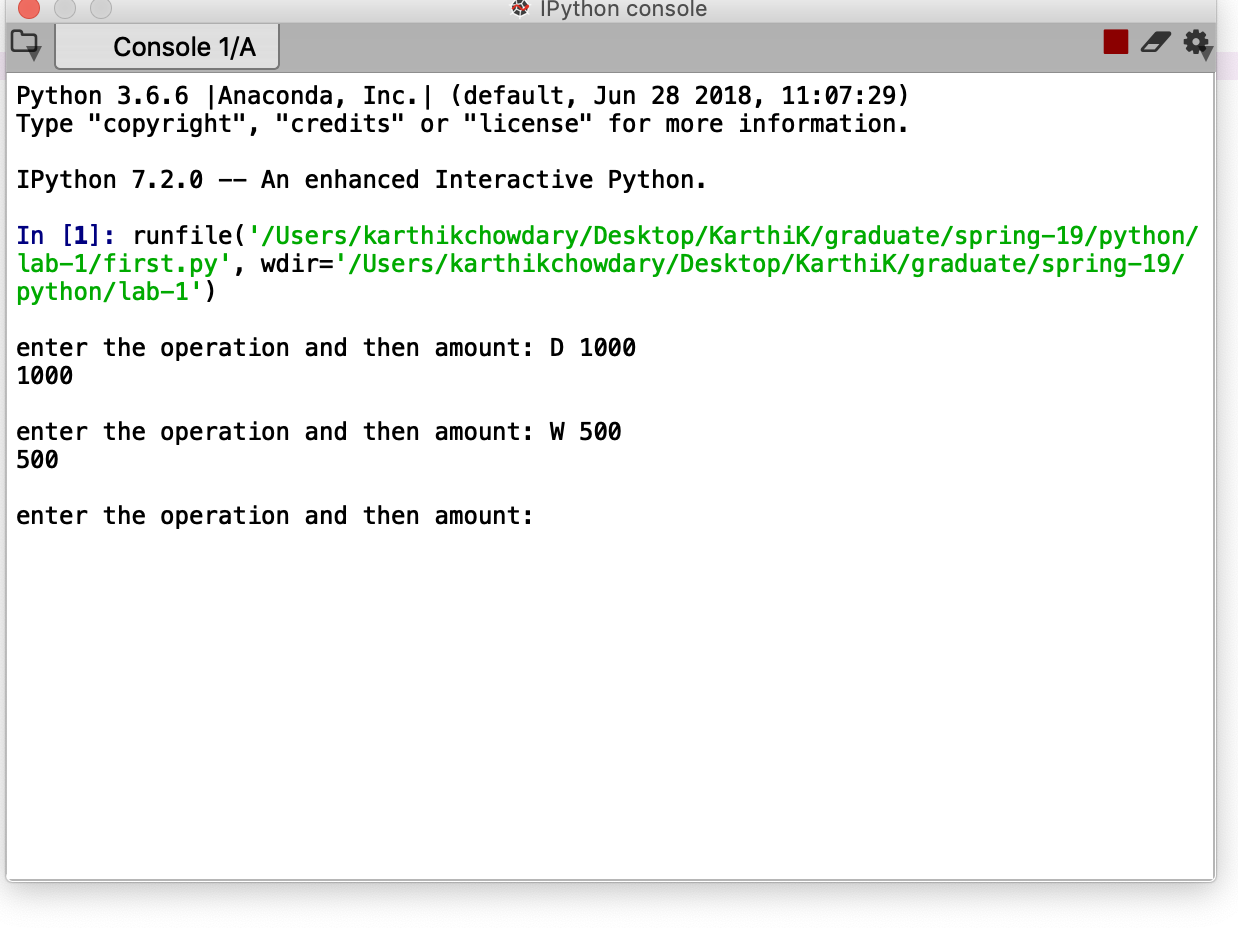 IPython console
Console 1/A
Python 3.6.6 |Anaconda, Inc.| (default, Jun 28 2018, 11:07:29)
Type "copyright", "credits" or "license" for more information.
IPython 7.2.0 -- An enhanced Interactive Python.
In [1]: runfile('/Users/karthikchowdary/Desktop/KarthiK/graduate/spring-19/python/
lab-1/first.py', wdir='/Users/karthikchowdary/Desktop/KarthiK/graduate/spring-19/
python/lab-1')
enter the operation and then amount: D 1000
1000
enter the operation and then amount: W 500
500
enter the operation and then amount: